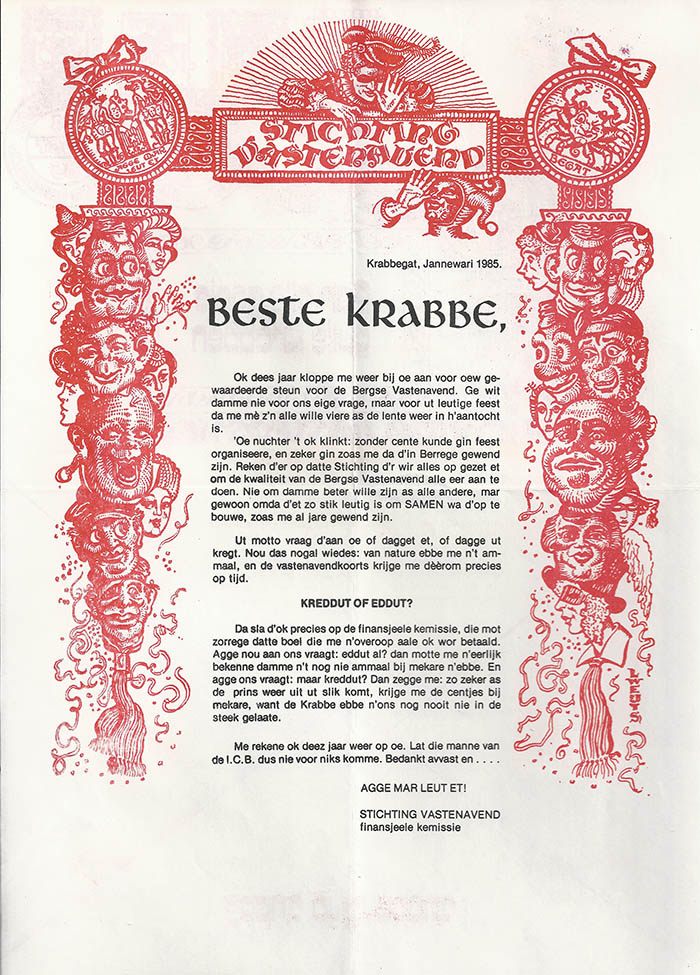 STICHTING
VASTENAVEND
BEGAT
Krabbegat, Jannewari 1985.
BESTE KRABBE,
Ok dees jaar kloppe me weer bij oe aan voor oew ge-
waardeerde steun voor de Bergse Vastenavend. Ge wit
damme nie voor ons eige vrage, maar voor ut leutige feest
da me mè z'n alle wille viere as de lente weer in h'aantocht
is.
'Oe nuchter 't ok klinkt: zonder cente kunde gin feest
organiseere, en zeker gin zoas me da d'in Berrege gewend
zijn. Reken d'er op datte Stichting d'r wir alles op gezet et
om de kwaliteit van de Bergse Vastenavend alle eer aan te
doen. Nie om damme beter wille zijn as alle andere, mar
gewoon omda d'et zo stik leutig is om SAMEN wa d'op te
bouwe, zoas me al jare gewend zijn.
Ut motto vraag d'aan oe of dagget et, of dagge ut
kregt. Nou das nogal wiedes: van nature ebbe me n't am-
maal, en de vastenavendkoorts krijge me dèèrom precies
op tijd.
KREDDUT OF EDDUT?
Da sla d'ok precies op de finansjeele kemissie, die mot
zorrege datte boel die me n'overoop aale ok wor betaald.
Agge nou aan ons vraagt: eddut al? dan motte me n'eerlijk
bekenne damme n't nog nie ammaal bij mekare n'ebbe. En
agge ons vraagt: maar kreddut? Dan zegge me: zo zeker as
de prins weer uit ut slik komt, krijge me de centjes bij
mekare, want de Krabbe ebbe n'ons nog nooit nie in de
steek gelaate.
Me rekene ok deez jaar weer op oe. Lat die manne van
de I.C.B. dus nie voor niks komme. Bedankt avvast en . . . .
AGGE MAR LEUT ET!
STICHTING VASTENAVEND
finansjeele kemissie
L. WEIJTS